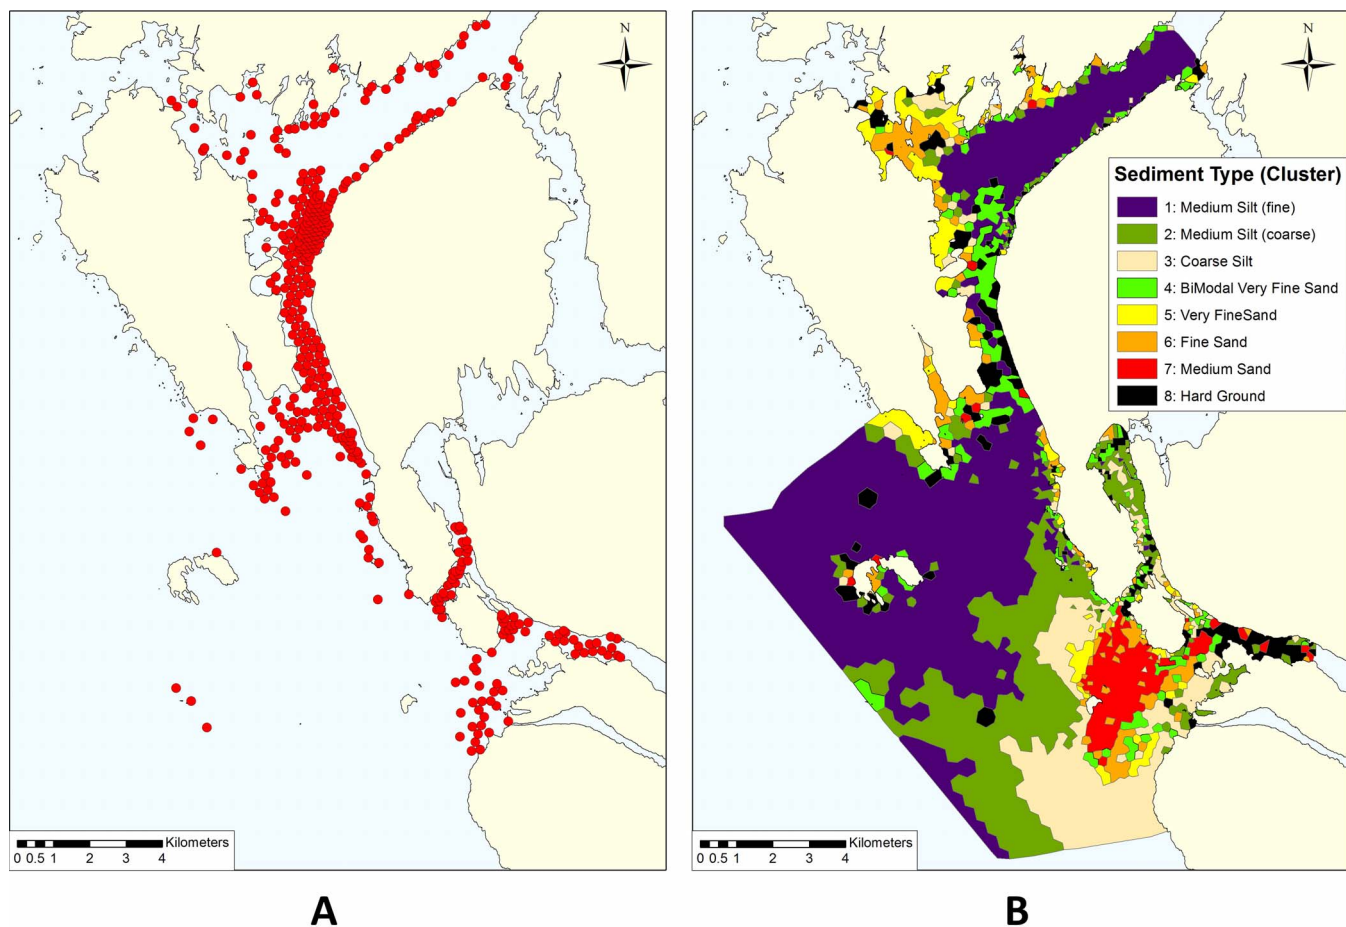 N
N
Sediment Type (Cluster)
1: Medium Silt (fine)
2: Medium Silt (coarse)
3: Coarse Silt
4: BiModal Very Fine Sand
5: Very FineSand
6: Fine Sand
7: Medium Sand
8: Hard Ground
Kilometers
0 0.5 1 2 3 4
Kilometers
0 0.5 1 2 3 4
A B